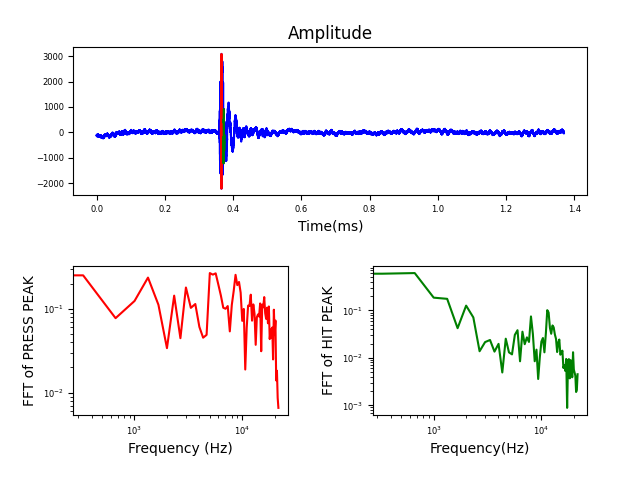 Amplitude
3000
2000
1000
0
−1000
−2000
0.0 0.2 0.4 0.6 0.8 1.0 1.2 1.4
Time(ms)
FFT of PRESS PEAK
10⁻¹
10⁻²
10³ 10⁴
Frequency (Hz)
FFT of HIT PEAK
10⁻¹
10⁻²
10⁻³
10³ 10⁴
Frequency(Hz)